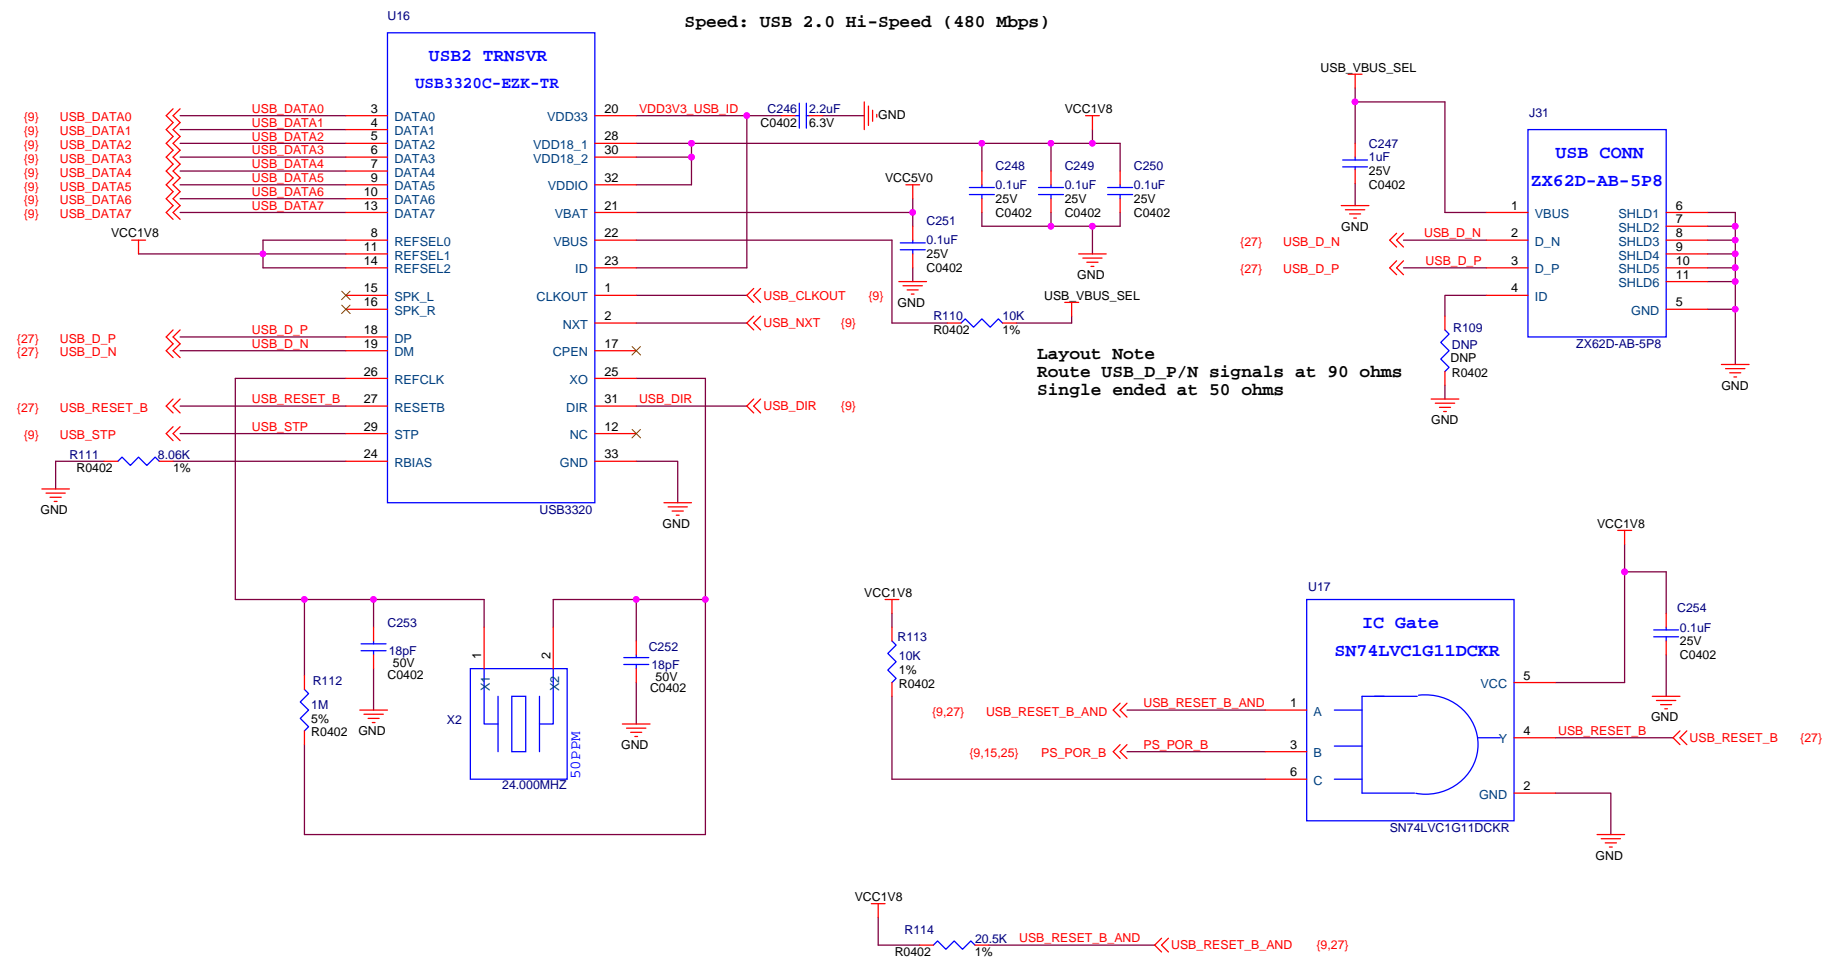 Speed: USB 2.0 Hi-Speed (480 Mbps)
U16
USB2 TRNSVR
USB3320C-EZK-TR
{9} USB_DATA0 USB_DATA0 3 DATA0
{9} USB_DATA1 USB_DATA1 4 DATA1
{9} USB_DATA2 USB_DATA2 5 DATA2
{9} USB_DATA3 USB_DATA3 6 DATA3
{9} USB_DATA4 USB_DATA4 7 DATA4
{9} USB_DATA5 USB_DATA5 9 DATA5
{9} USB_DATA6 USB_DATA6 10 DATA6
{9} USB_DATA7 USB_DATA7 13 DATA7
VCC1V8
8 REFSEL0
11 REFSEL1
14 REFSEL2
15 SPK_L
16 SPK_R
{27} USB_D_P USB_D_P 18 DP
{27} USB_D_N USB_D_N 19 DM
26 REFCLK
{27} USB_RESET_B USB_RESET_B 27 RESETB
{9} USB_STP USB_STP 29 STP
R111 8.06K 24 RBIAS
R0402 1%
GND
VDD33 20 VDD3V3_USB_ID
VDD18_1 28
VDD18_2 30
VDDIO 32
VBAT 21
VBUS 22
ID 23
CLKOUT 1 USB_CLKOUT {9}
NXT 2 USB_NXT {9}
CPEN 17
XO 25
DIR 31 USB_DIR USB_DIR {9}
NC 12
GND 33
USB3320
GND
C246 2.2uF
C0402 6.3V
GND
VCC1V8
C248
0.1uF
25V
C0402
C249
0.1uF
25V
C0402
C250
0.1uF
25V
C0402
GND
VCC5V0
C251
0.1uF
25V
C0402
GND
USB_VBUS_SEL
R110 10K
R0402 1%
Layout Note
Route USB_D_P/N signals at 90 ohms
Single ended at 50 ohms
USB_VBUS_SEL
C247
1uF
25V
C0402
GND
J31
USB CONN
ZX62D-AB-5P8
1 VBUS
{27} USB_D_N USB_D_N 2 D_N
{27} USB_D_P USB_D_P 3 D_P
4 ID
SHLD1 6
SHLD2 7
SHLD3 8
SHLD4 9
SHLD5 10
SHLD6 11
GND 5
ZX62D-AB-5P8
R109
DNP
DNP
R0402
GND
GND
C253
18pF
50V
C0402
GND
R112
1M
5%
R0402
X2
1
2
X1
X2
50PPM
24.000MHZ
C252
18pF
50V
C0402
GND
VCC1V8
R113
10K
1%
R0402
U17
IC Gate
SN74LVC1G11DCKR
{9,27} USB_RESET_B_AND USB_RESET_B_AND 1 A
{9,15,25} PS_POR_B PS_POR_B 3 B
6 C
VCC 5
Y 4 USB_RESET_B USB_RESET_B {27}
GND 2
SN74LVC1G11DCKR
GND
VCC1V8
C254
0.1uF
25V
C0402
GND
VCC1V8
R114 20.5K USB_RESET_B_AND USB_RESET_B_AND {9,27}
R0402 1%